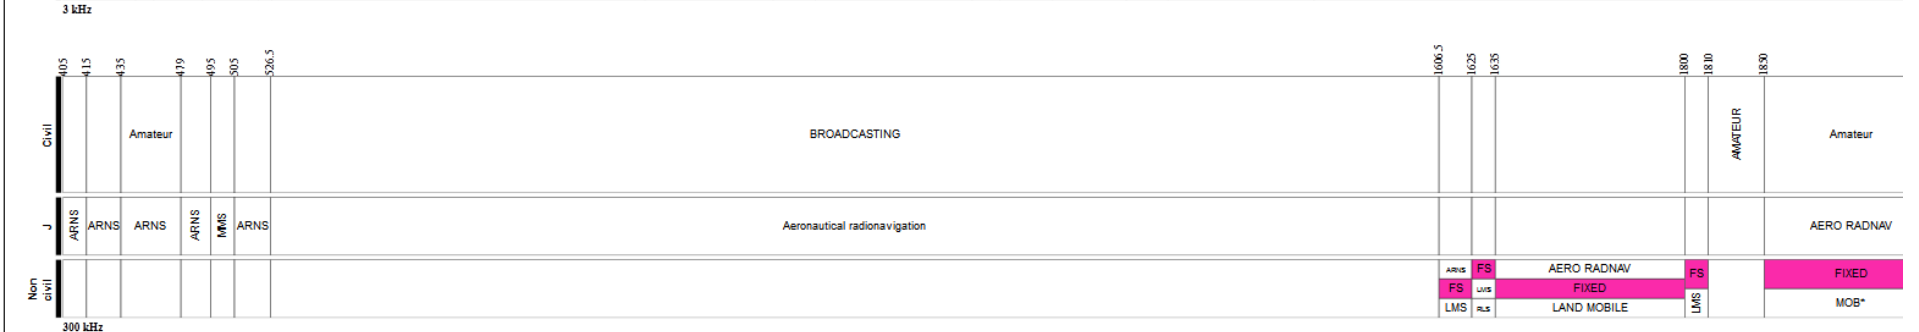 3 kHz
405 415 435 479 495 505 526.5 1606.5 1625 1635 1800 1810 1850
Civil Amateur BROADCASTING AMATEUR Amateur
J ARNS ARNS ARNS ARNS MMS ARNS Aeronautical radionavigation AERO RADNAV
Non civil
ARNS FS AERO RADNAV FS FIXED
FS LMS FIXED
LMS RLS LAND MOBILE LMS MOB*
300 kHz